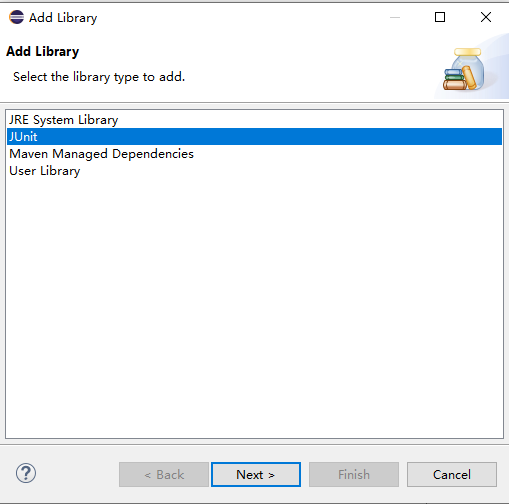 Add Library
Add Library
Select the library type to add.
JRE System Library
JUnit
Maven Managed Dependencies
User Library
?
< Back
Next >
Finish
Cancel